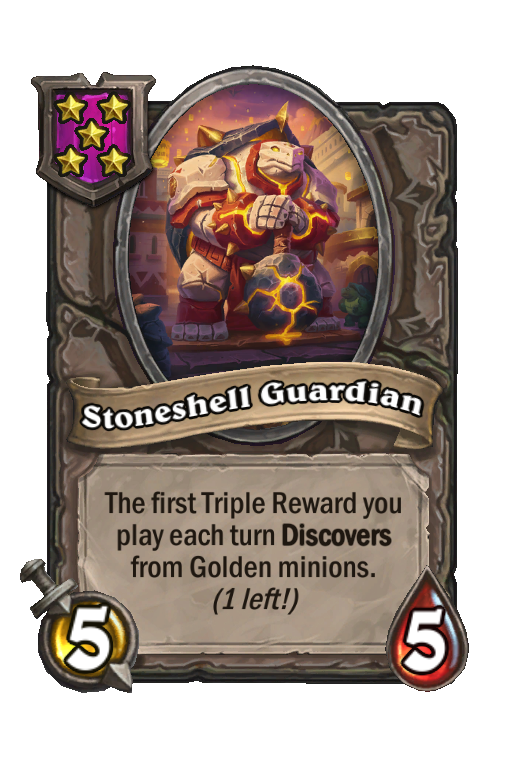 Stoneshell Guardian
The first Triple Reward you
play each turn Discovers
from Golden minions.
(1 left!)
5 5